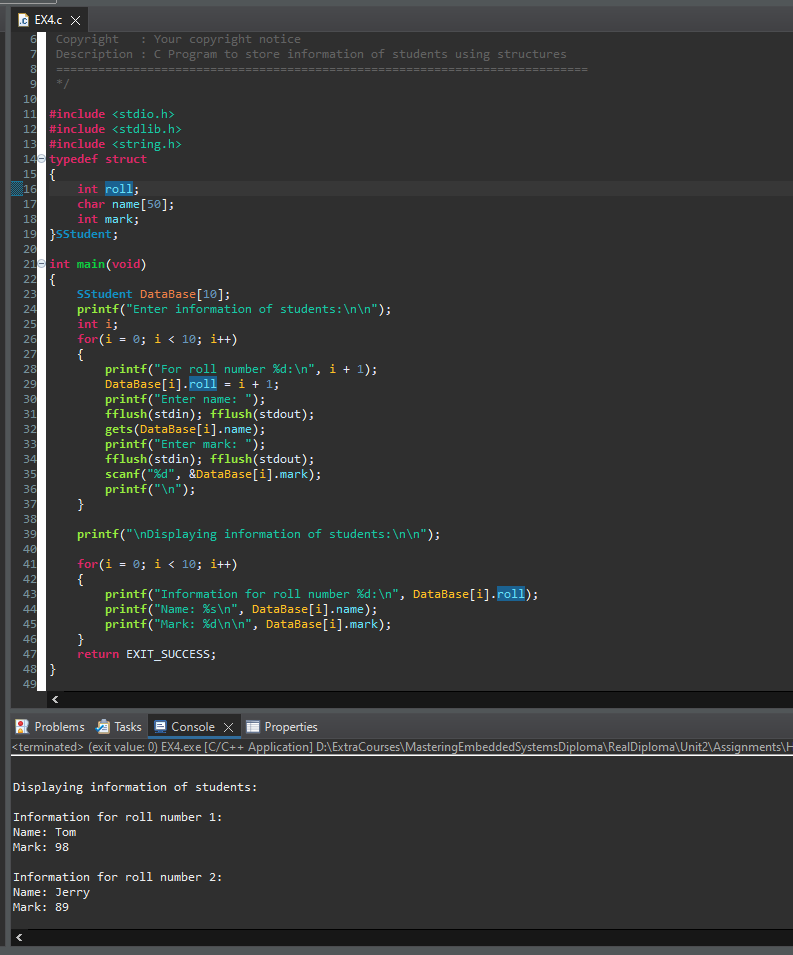 EX4.c
6 Copyright   : Your copyright notice
7 Description : C Program to store information of students using structures
8 ============================================================================
9 */
10
11 #include <stdio.h>
12 #include <stdlib.h>
13 #include <string.h>
14 typedef struct
15 {
16     int roll;
17     char name[50];
18     int mark;
19 }SStudent;
20
21 int main(void)
22 {
23     SStudent DataBase[10];
24     printf("Enter information of students:\n\n");
25     int i;
26     for(i = 0; i < 10; i++)
27     {
28         printf("For roll number %d:\n", i + 1);
29         DataBase[i].roll = i + 1;
30         printf("Enter name: ");
31         fflush(stdin); fflush(stdout);
32         gets(DataBase[i].name);
33         printf("Enter mark: ");
34         fflush(stdin); fflush(stdout);
35         scanf("%d", &DataBase[i].mark);
36         printf("\n");
37     }
38
39     printf("\nDisplaying information of students:\n\n");
40
41     for(i = 0; i < 10; i++)
42     {
43         printf("Information for roll number %d:\n", DataBase[i].roll);
44         printf("Name: %s\n", DataBase[i].name);
45         printf("Mark: %d\n\n", DataBase[i].mark);
46     }
47     return EXIT_SUCCESS;
48 }
49
Problems Tasks Console Properties
<terminated> (exit value: 0) EX4.exe [C/C++ Application] D:\ExtraCourses\MasteringEmbeddedSystemsDiploma\RealDiploma\Unit2\Assignments\H
Displaying information of students:
Information for roll number 1:
Name: Tom
Mark: 98
Information for roll number 2:
Name: Jerry
Mark: 89